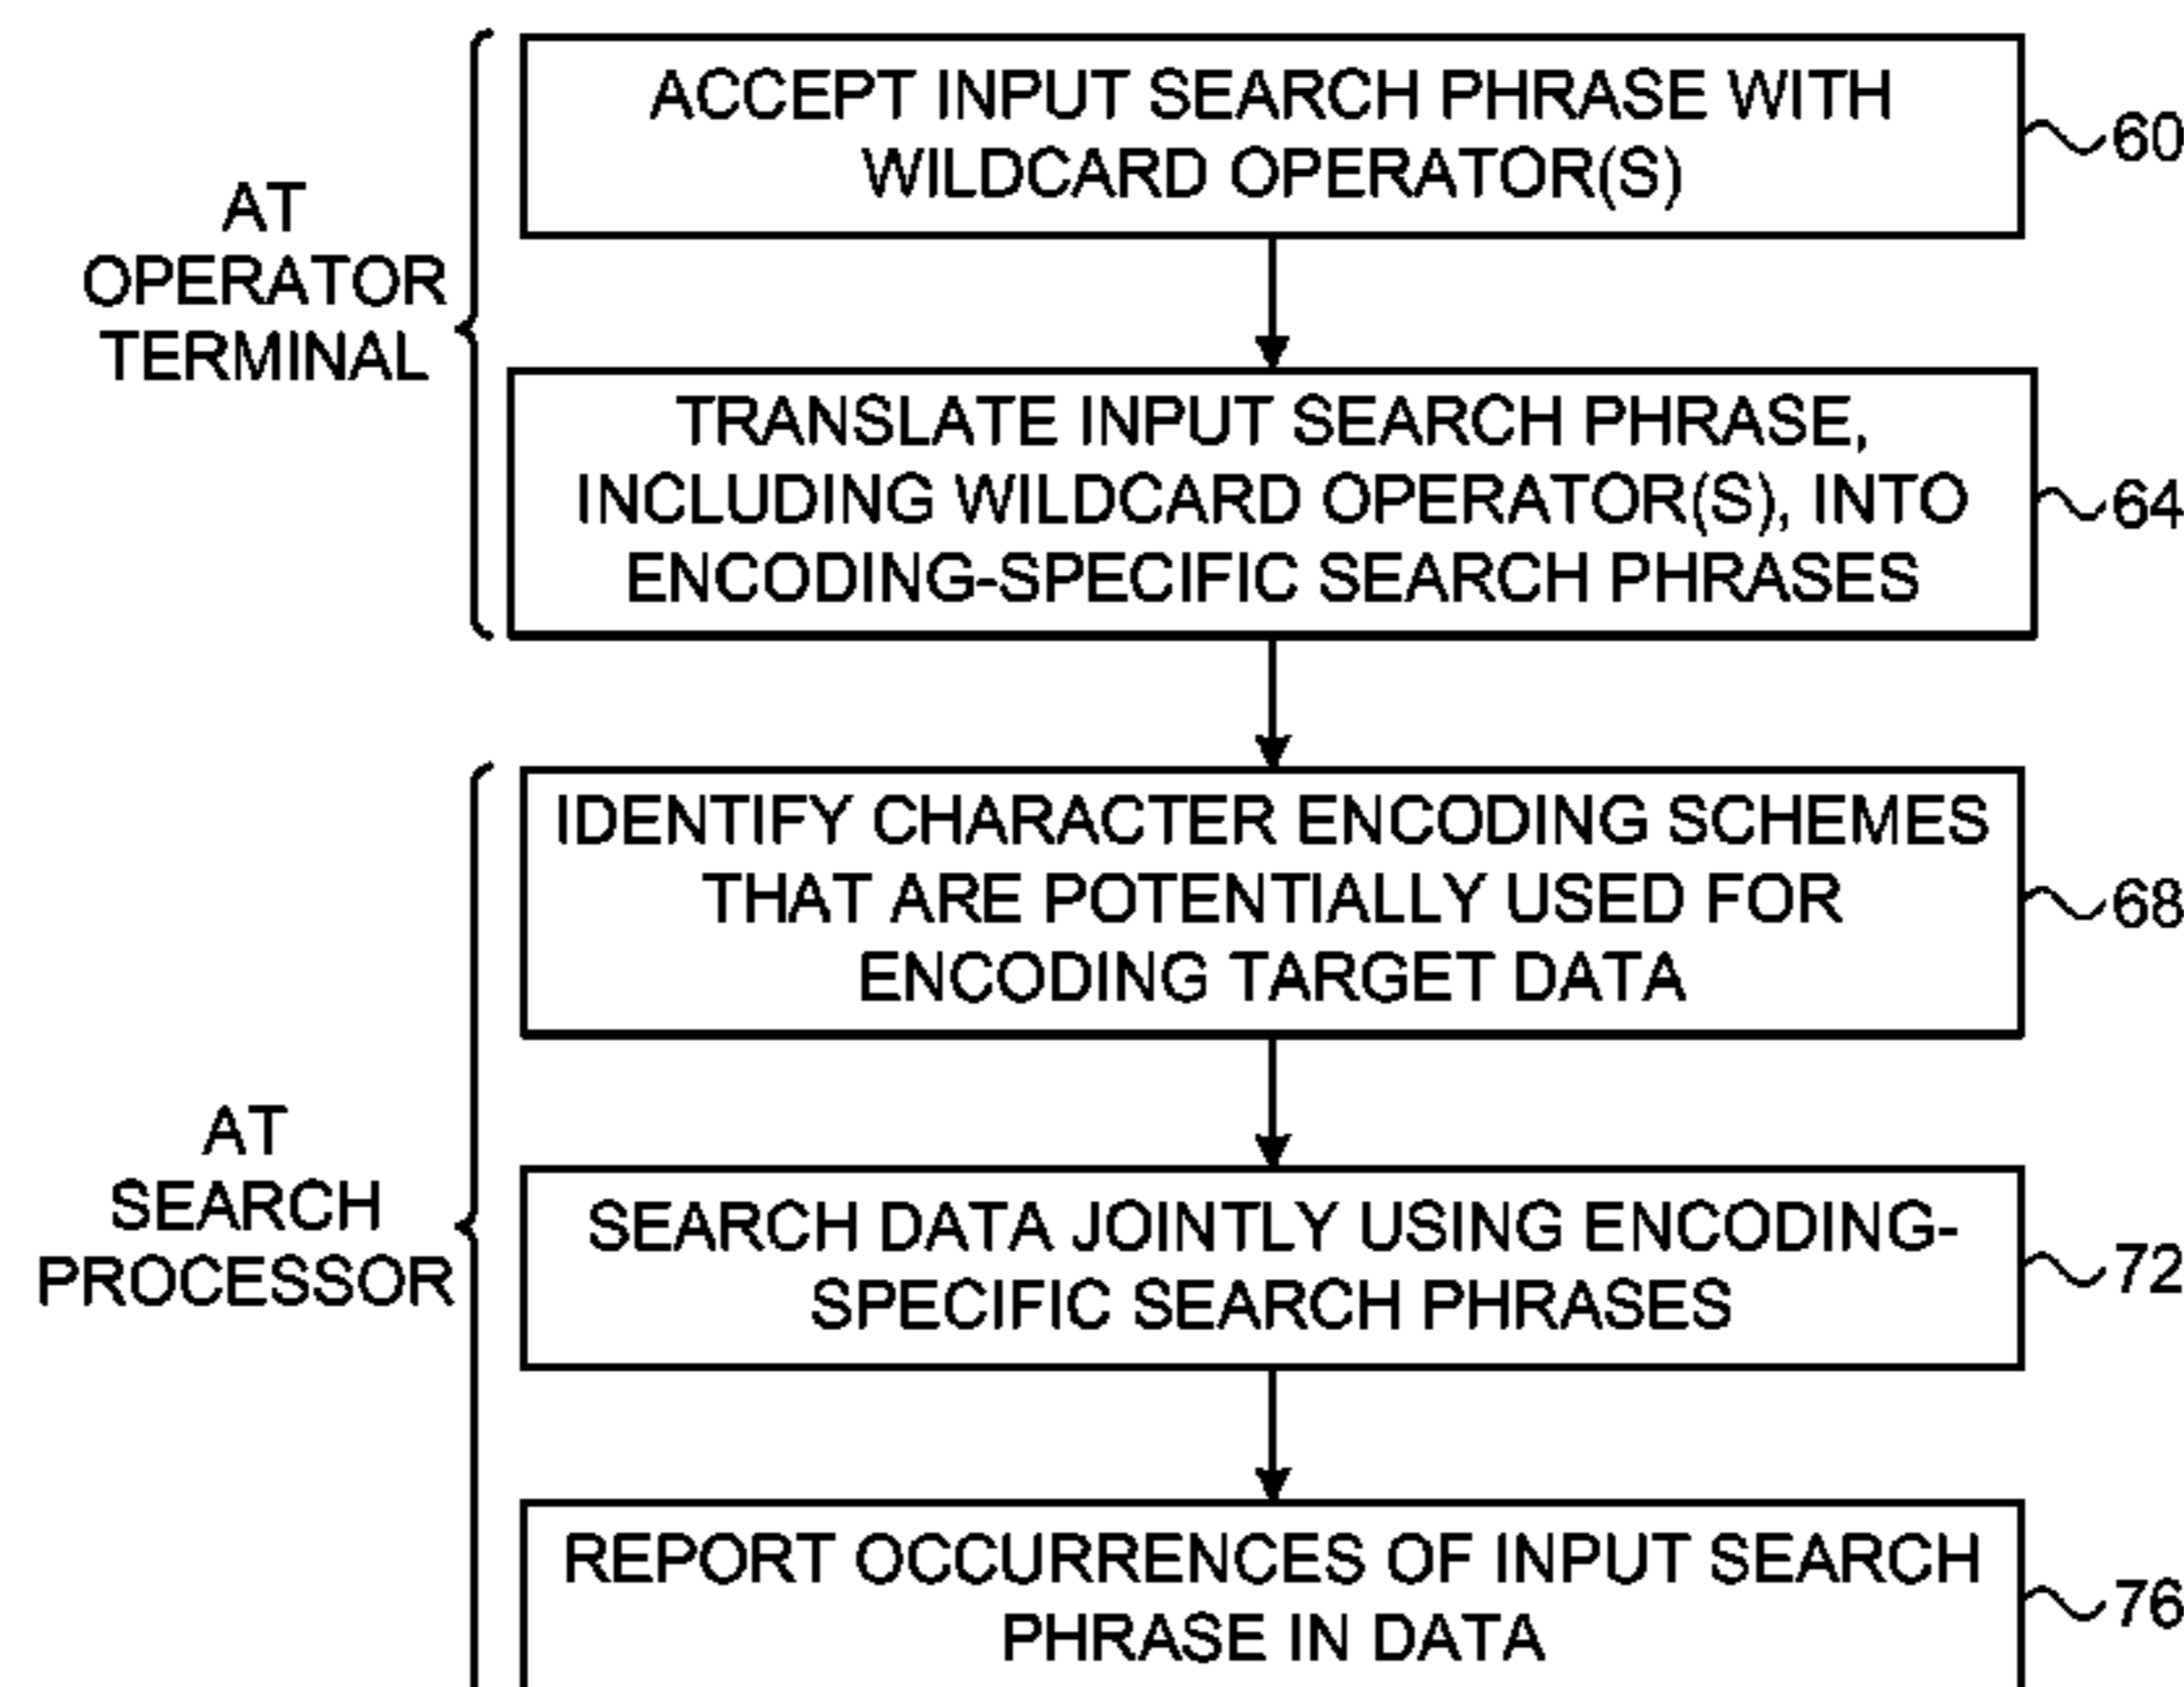 ACCEPT INPUT SEARCH PHRASE WITH
WILDCARD OPERATOR(S)
60
AT
OPERATOR
TERMINAL
TRANSLATE INPUT SEARCH PHRASE,
INCLUDING WILDCARD OPERATOR(S), INTO
ENCODING-SPECIFIC SEARCH PHRASES
64
IDENTIFY CHARACTER ENCODING SCHEMES
THAT ARE POTENTIALLY USED FOR
ENCODING TARGET DATA
68
AT
SEARCH
PROCESSOR
SEARCH DATA JOINTLY USING ENCODING-
SPECIFIC SEARCH PHRASES
72
REPORT OCCURRENCES OF INPUT SEARCH
PHRASE IN DATA
76